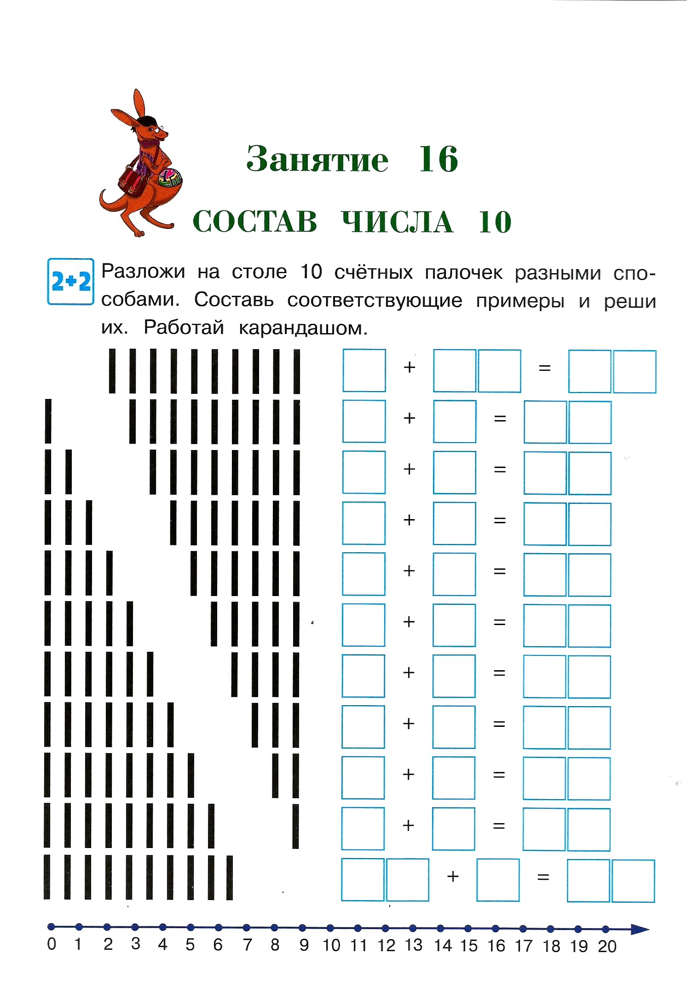 Занятие 16
СОСТАВ ЧИСЛА 10
2+2
Разложи на столе 10 счётных палочек разными спо-
собами. Составь соответствующие примеры и реши
их. Работай карандашом.
+ =
+ =
+ =
+ =
+ =
+ =
+ =
+ =
+ =
+ =
+ =
0 1 2 3 4 5 6 7 8 9 10 11 12 13 14 15 16 17 18 19 20